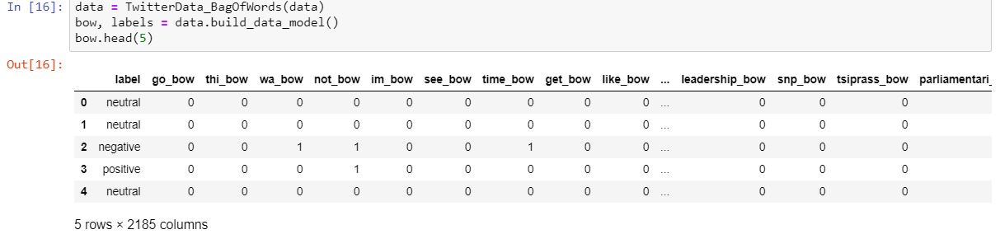 In [16]: data = TwitterData_BagOfWords(data)
bow, labels = data.build_data_model()
bow.head(5)
Out[16]:
label go_bow thi_bow wa_bow not_bow im_bow see_bow time_bow get_bow like_bow ... leadership_bow snp_bow tsiprass_bow parliamentari_
0 neutral 0 0 0 0 0 0 0 0 0 ... 0 0 0
1 neutral 0 0 0 0 0 0 0 0 0 ... 0 0 0
2 negative 0 0 1 1 0 0 1 0 0 ... 0 0 0
3 positive 0 0 0 1 0 0 0 0 0 ... 0 0 0
4 neutral 0 0 0 0 0 0 0 0 0 ... 0 0 0
5 rows × 2185 columns